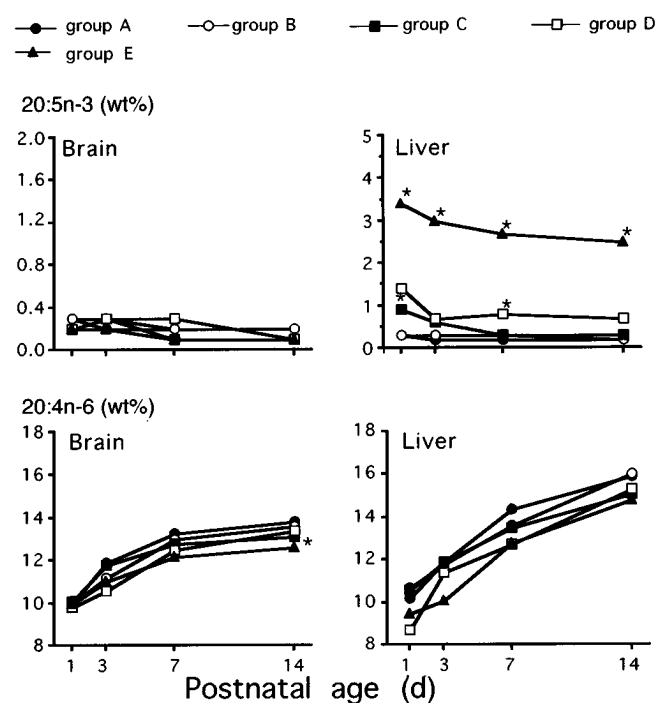 group A group B group C group D
group E
20:5n-3 (wt%)
Brain Liver
2.0 5
1.6 4
1.2 3
0.8 2
0.4 1
0.0 0
* * * *
* *
20:4n-6 (wt%)
Brain Liver
18 18
16 16
14 14
12 12
10 10
8 8
*
1 3 7 14 1 3 7 14
Postnatal age (d)